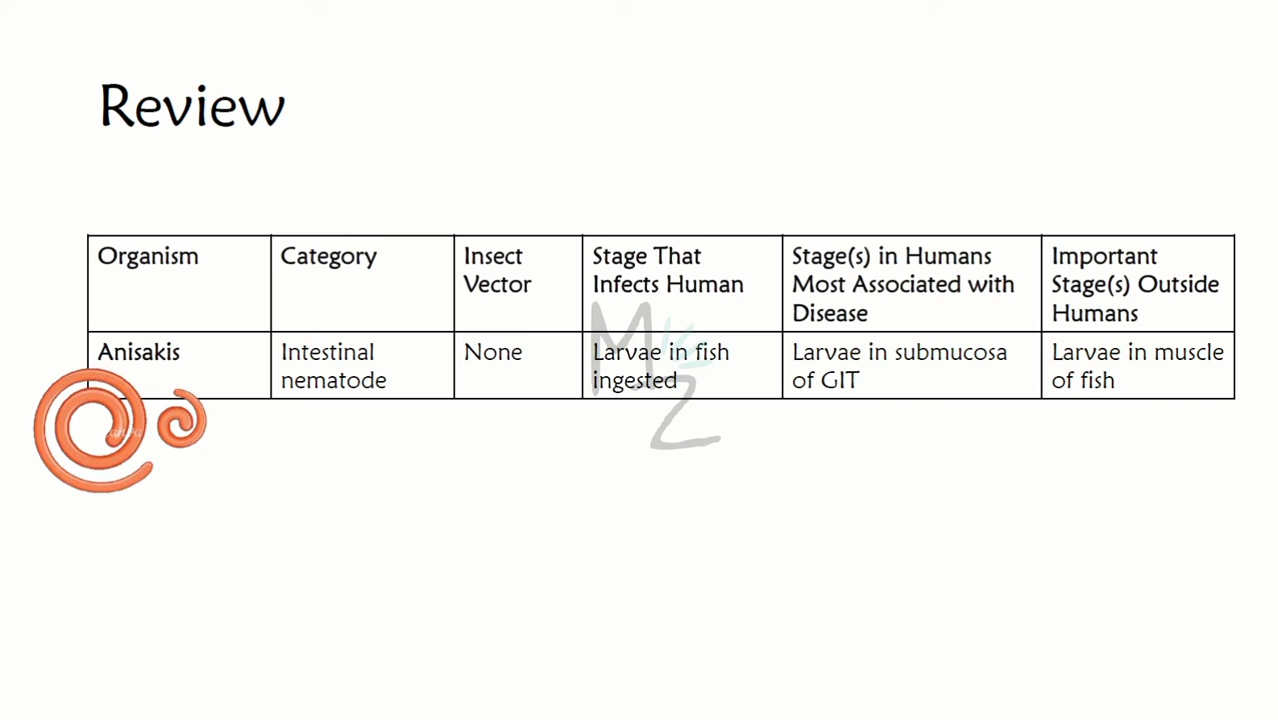 Review
Organism
Category
Insect
Vector
Stage That
Infects Human
Stage(s) in Humans
Most Associated with
Disease
Important
Stage(s) Outside
Humans
Anisakis
Intestinal
nematode
None
Larvae in fish
ingested
Larvae in submucosa
of GIT
Larvae in muscle
of fish
M
Z